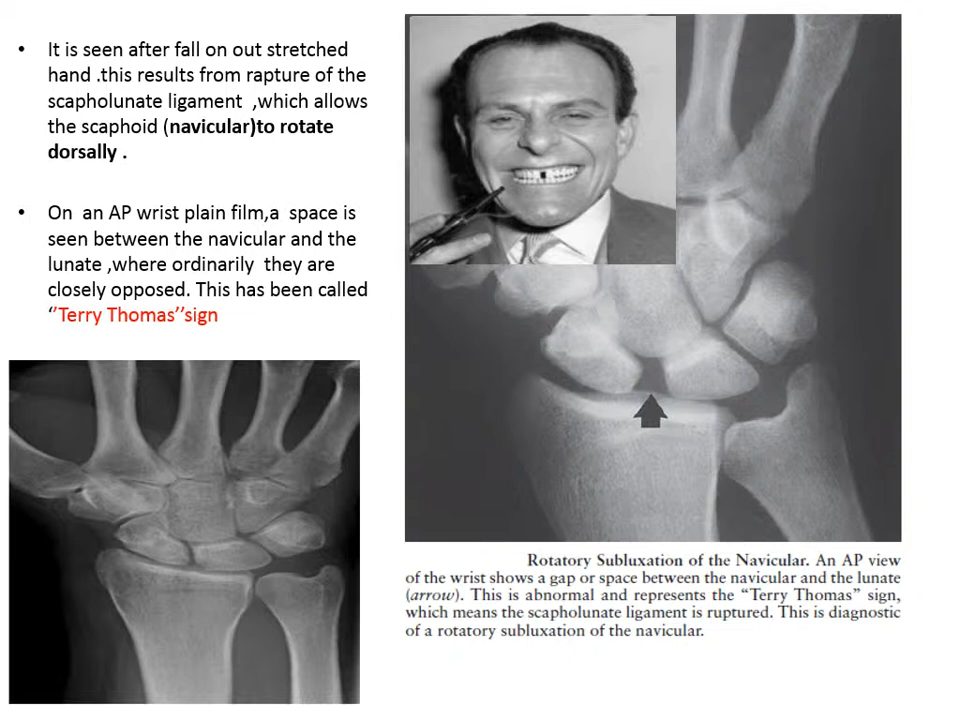 • It is seen after fall on out stretched
hand .this results from rapture of the
scapholunate ligament ,which allows
the scaphoid (navicular)to rotate
dorsally .
• On an AP wrist plain film,a space is
seen between the navicular and the
lunate ,where ordinarily they are
closely opposed. This has been called
‘’Terry Thomas’’sign
Rotatory Subluxation of the Navicular. An AP view
of the wrist shows a gap or space between the navicular and the lunate
(arrow). This is abnormal and represents the “Terry Thomas” sign,
which means the scapholunate ligament is ruptured. This is diagnostic
of a rotatory subluxation of the navicular.